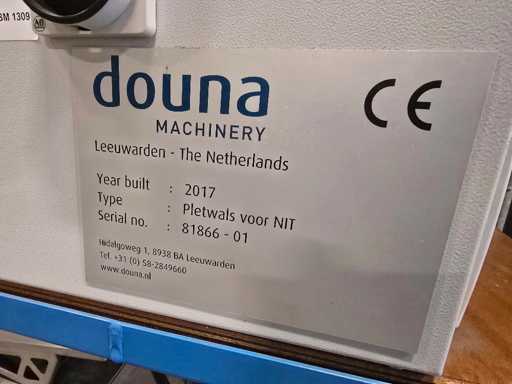 BM 1309
douna
MACHINERY
CE
Leeuwarden - The Netherlands
Year built : 2017
Type : Pletwals voor NIT
Serial no. : 81866 - 01
Hidalgoweg 1, 8938 BA Leeuwarden
Tel. +31 (0) 58-2849660
www.douna.nl